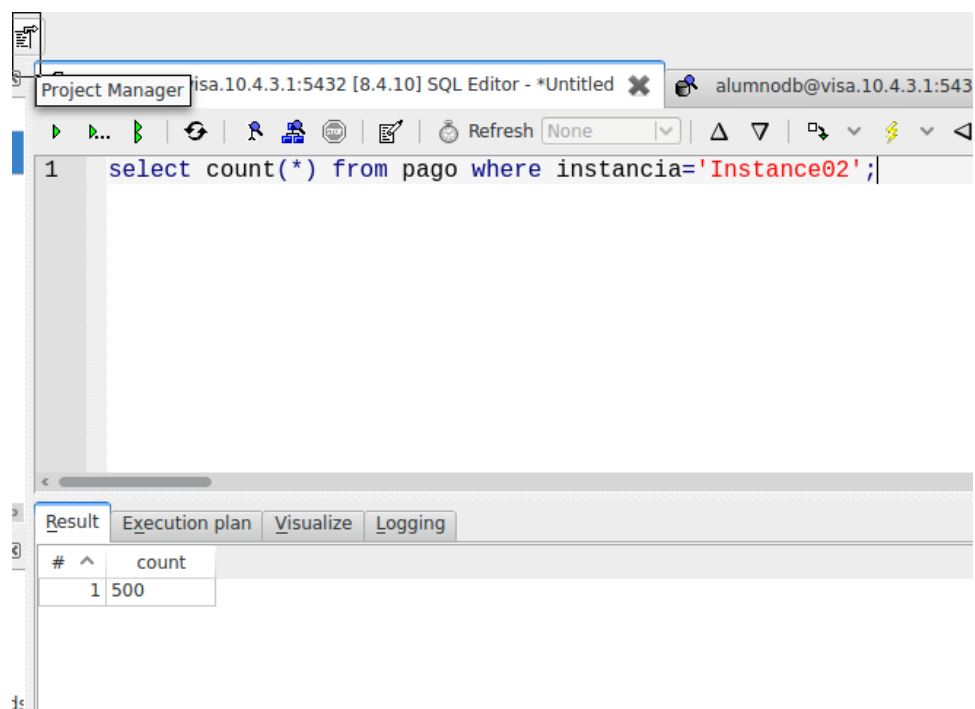 Project Manager
visa.10.4.3.1:5432 [8.4.10] SQL Editor - *Untitled
alumnodb@visa.10.4.3.1:543
Refresh None
1 select count(*) from pago where instancia='Instance02';
Result Execution plan Visualize Logging
# count
1 500
ds